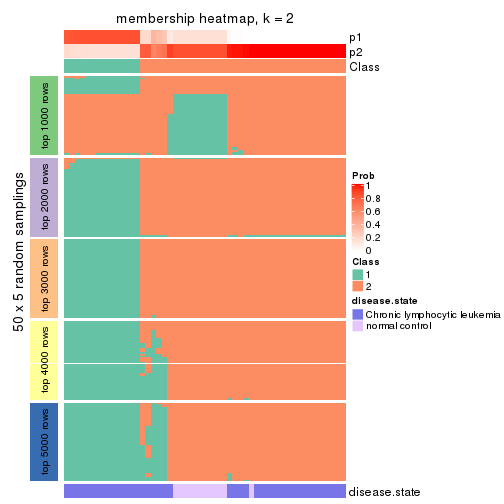 membership heatmap, k = 2
p1
p2
Class
50 x 5 random samplings
top 1000 rows
top 2000 rows
top 3000 rows
top 4000 rows
top 5000 rows
Prob
1
0.8
0.6
0.4
0.2
0
Class
1
2
disease.state
Chronic lymphocytic leukemia
normal control
disease.state